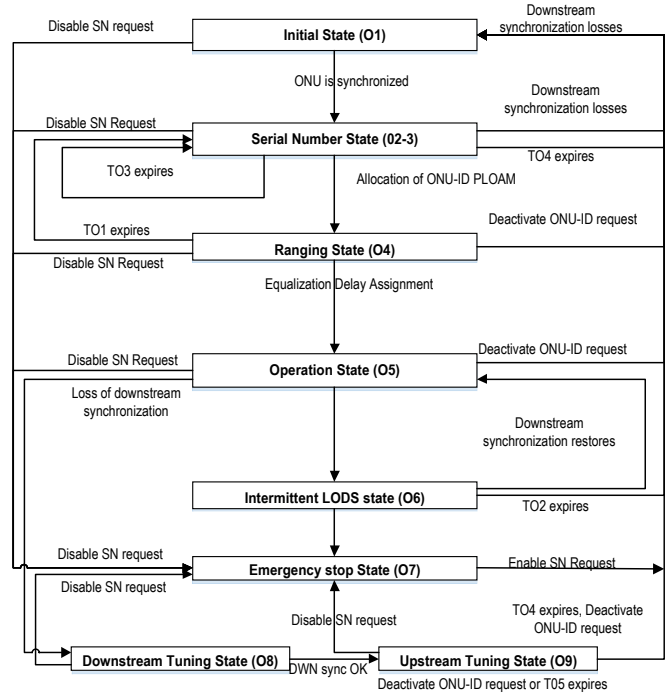 Downstream
synchronization losses
Disable SN request
Initial State (O1)
ONU is synchronized
Downstream
synchronization losses
Disable SN Request
Serial Number State (02-3)
TO3 expires
TO4 expires
Allocation of ONU-ID PLOAM
TO1 expires
Deactivate ONU-ID request
Ranging State (O4)
Disable SN Request
Equalization Delay Assignment
Disable SN Request
Deactivate ONU-ID request
Operation State (O5)
Loss of downstream
synchronization
Downstream
synchronization restores
Intermittent LODS state (O6)
TO2 expires
Disable SN request
Emergency stop State (O7)
Enable SN Request
Disable SN request
Disable SN request
TO4 expires, Deactivate
ONU-ID request
Downstream Tuning State (O8)
DWN sync OK
Upstream Tuning State (O9)
Deactivate ONU-ID request or T05 expires